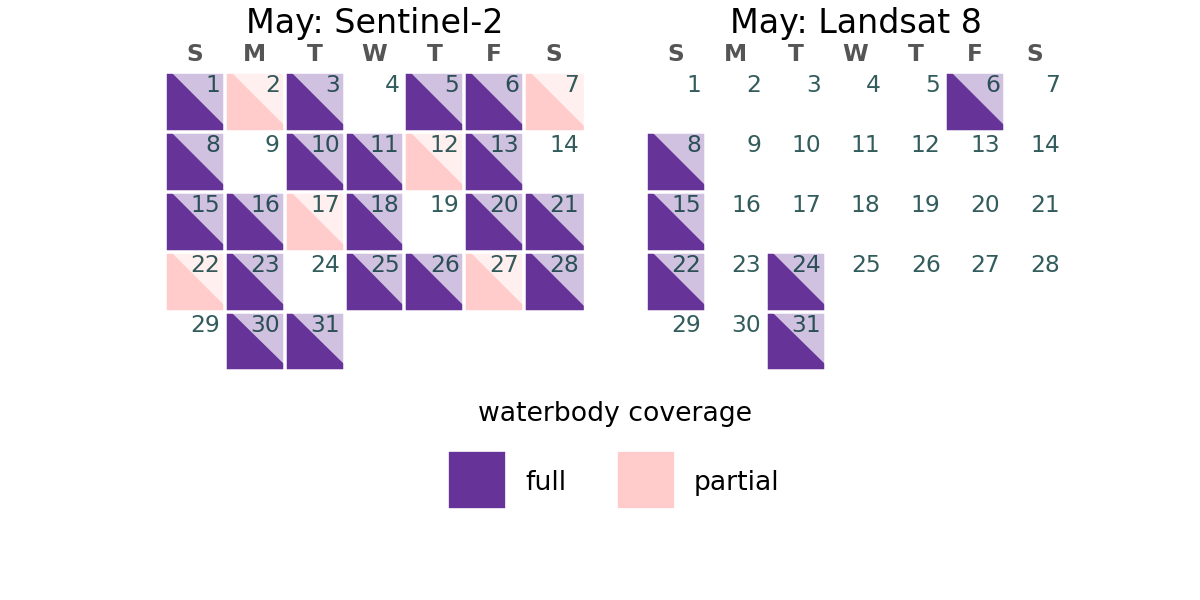 May: Sentinel-2
S M T W T F S
1 2 3 4 5 6 7
8 9 10 11 12 13 14
15 16 17 18 19 20 21
22 23 24 25 26 27 28
29 30 31
May: Landsat 8
S M T W T F S
1 2 3 4 5 6 7
8 9 10 11 12 13 14
15 16 17 18 19 20 21
22 23 24 25 26 27 28
29 30 31
waterbody coverage
full
partial